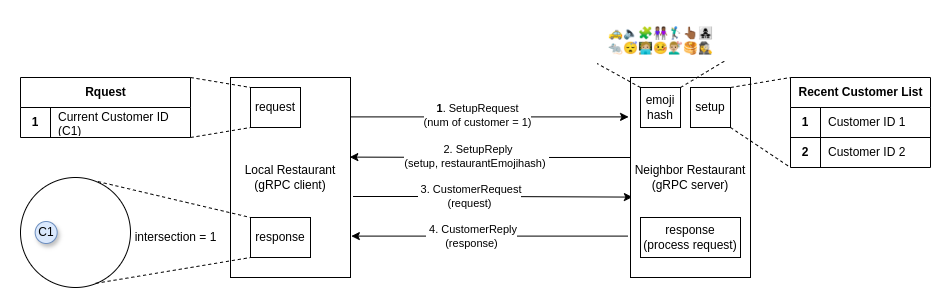 Rquest
1
Current Customer ID
(C1)
C1
intersection = 1
request
Local Restaurant
(gRPC client)
response
1. SetupRequest
(num of customer = 1)
2. SetupReply
(setup, restaurantEmojihash)
3. CustomerRequest
(request)
4. CustomerReply
(response)
emoji
hash
setup
Neighbor Restaurant
(gRPC server)
response
(process request)
Recent Customer List
1
Customer ID 1
2
Customer ID 2